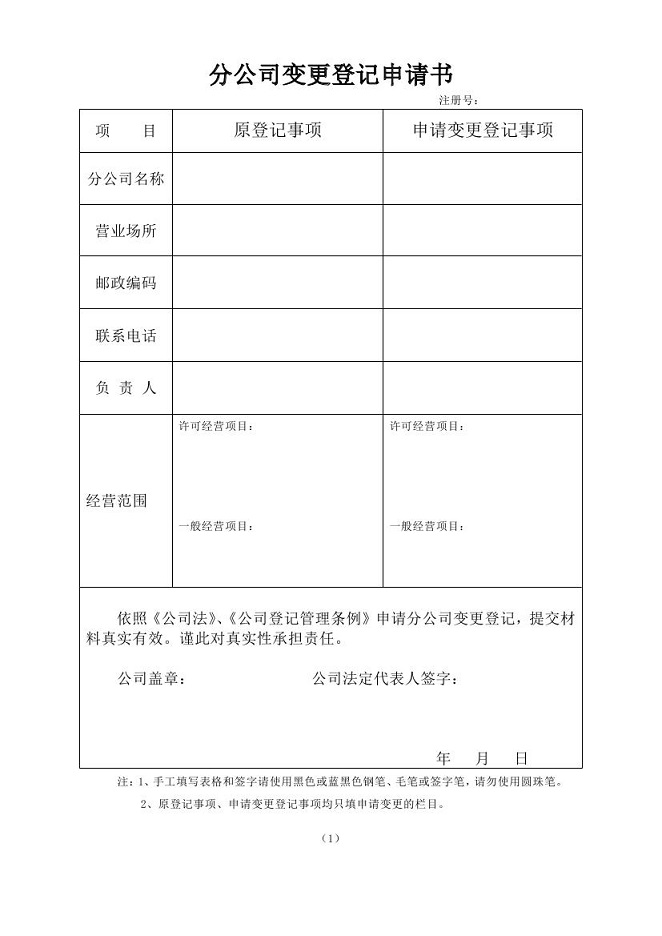 分公司变更登记申请书
注册号：
项 目 原登记事项 申请变更登记事项
分公司名称
营业场所
邮政编码
联系电话
负 责 人
许可经营项目： 许可经营项目：
经营范围
一般经营项目： 一般经营项目：
依照《公司法》、《公司登记管理条例》申请分公司变更登记，提交材
料真实有效。谨此对真实性承担责任。
公司盖章： 公司法定代表人签字：
年 月 日
注：1、手工填写表格和签字请使用黑色或蓝黑色钢笔、毛笔或签字笔，请勿使用圆珠笔。
2、原登记事项、申请变更登记事项均只填申请变更的栏目。
（1）